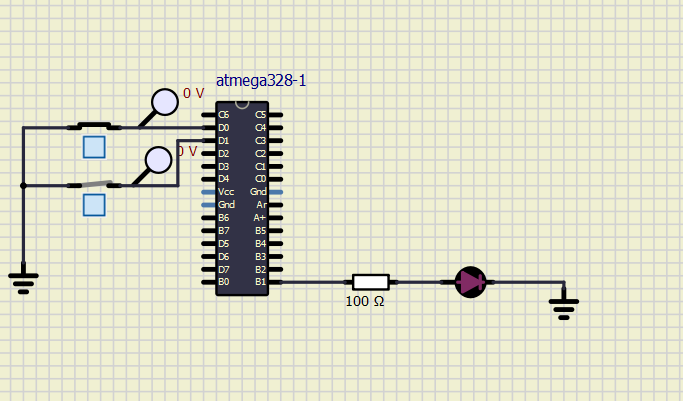 atmega328-1
0 V
0 V
C6 C5
D0 C4
D1 C3
D2 C2
D3 C1
D4 C0
Vcc Gnd
Gnd Ar
B6 A+
B7 B5
D5 B4
D6 B3
D7 B2
B0 B1
100 Ω